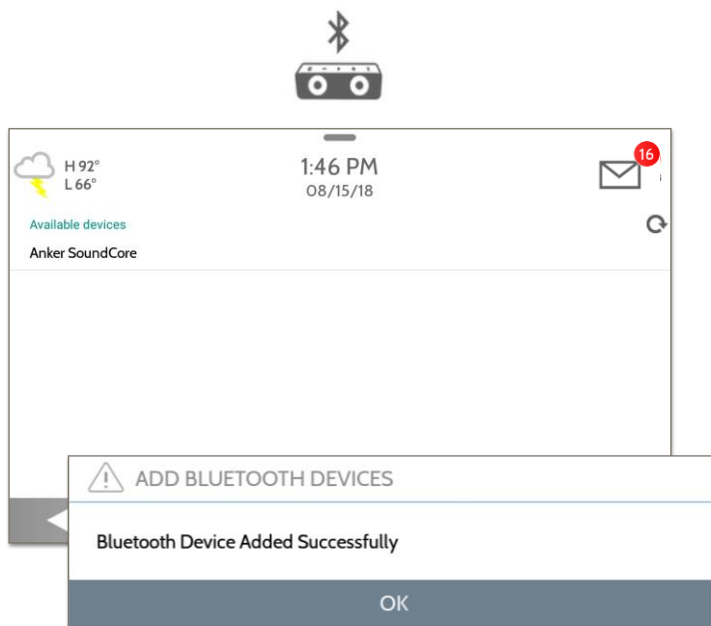 H 92°
L 66°
1:46 PM
08/15/18
16
Available devices
Anker SoundCore
ADD BLUETOOTH DEVICES
Bluetooth Device Added Successfully
OK